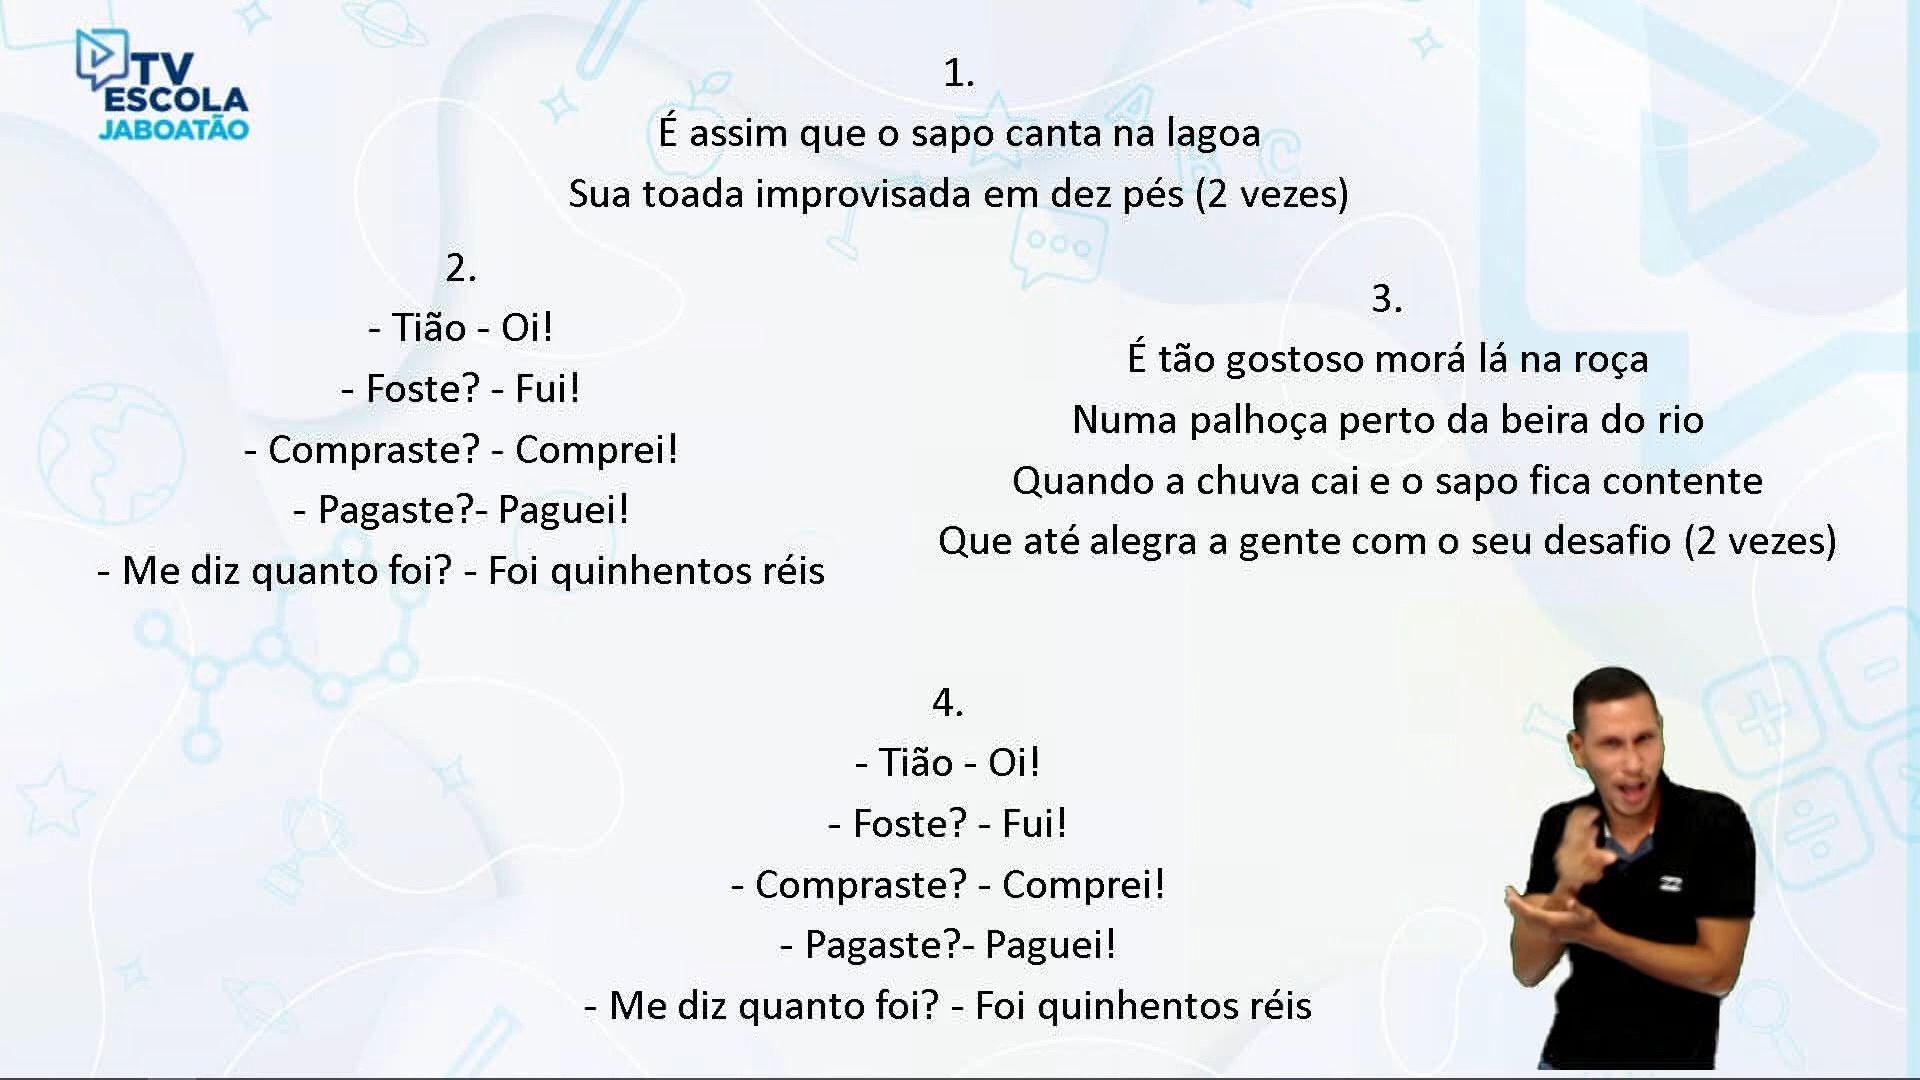 TV
ESCOLA
JABOATÃO
1.
É assim que o sapo canta na lagoa
Sua toada improvisada em dez pés (2 vezes)
2.
- Tião - Oi!
- Foste? - Fui!
- Compraste? - Comprei!
- Pagaste?- Paguei!
- Me diz quanto foi? - Foi quinhentos réis
3.
É tão gostoso morá lá na roça
Numa palhoça perto da beira do rio
Quando a chuva cai e o sapo fica contente
Que até alegra a gente com o seu desafio (2 vezes)
4.
- Tião - Oi!
- Foste? - Fui!
- Compraste? - Comprei!
- Pagaste?- Paguei!
- Me diz quanto foi? - Foi quinhentos réis
A B C